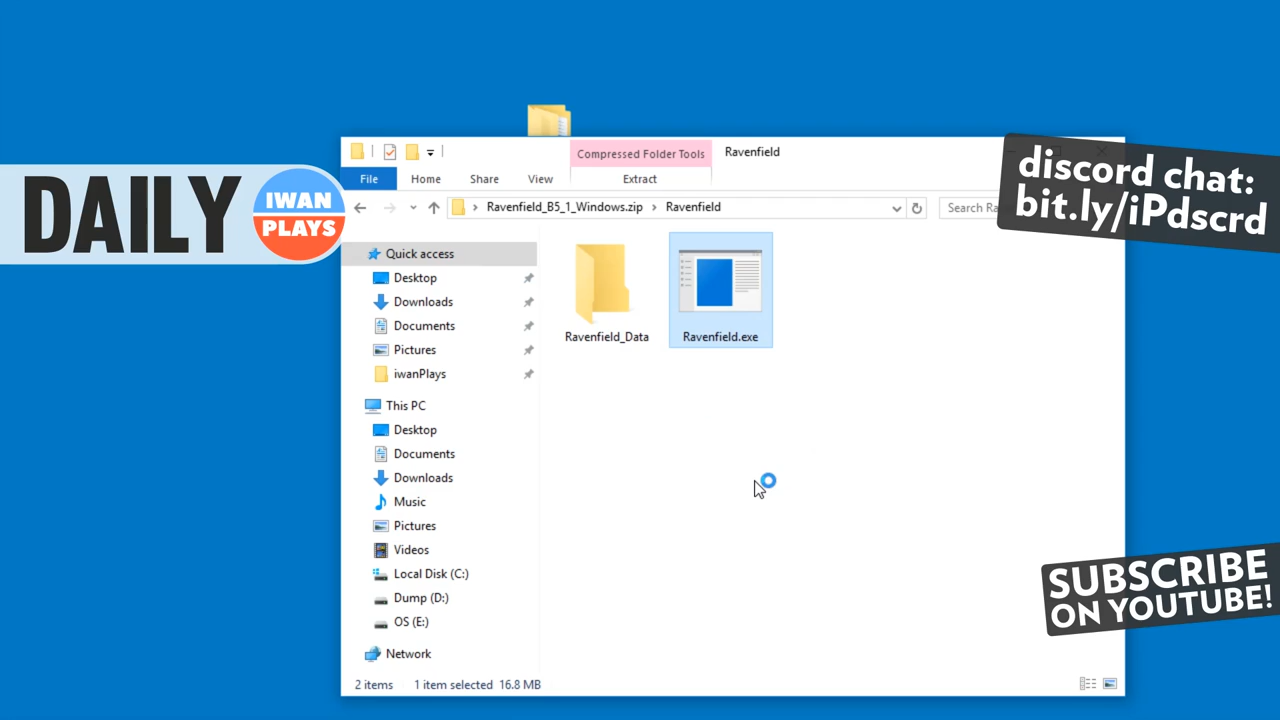 DAILY
IWAN
PLAYS
discord chat:
bit.ly/iPdscrd
SUBSCRIBE
ON YOUTUBE!
Compressed Folder Tools
Ravenfield
File
Home
Share
View
Extract
Ravenfield_B5_1_Windows.zip
Ravenfield
Search Ra
Quick access
Desktop
Downloads
Documents
Pictures
iwanPlays
This PC
Desktop
Documents
Downloads
Music
Pictures
Videos
Local Disk (C:)
Dump (D:)
OS (E:)
Network
Ravenfield_Data
Ravenfield.exe
2 items
1 item selected 16.8 MB